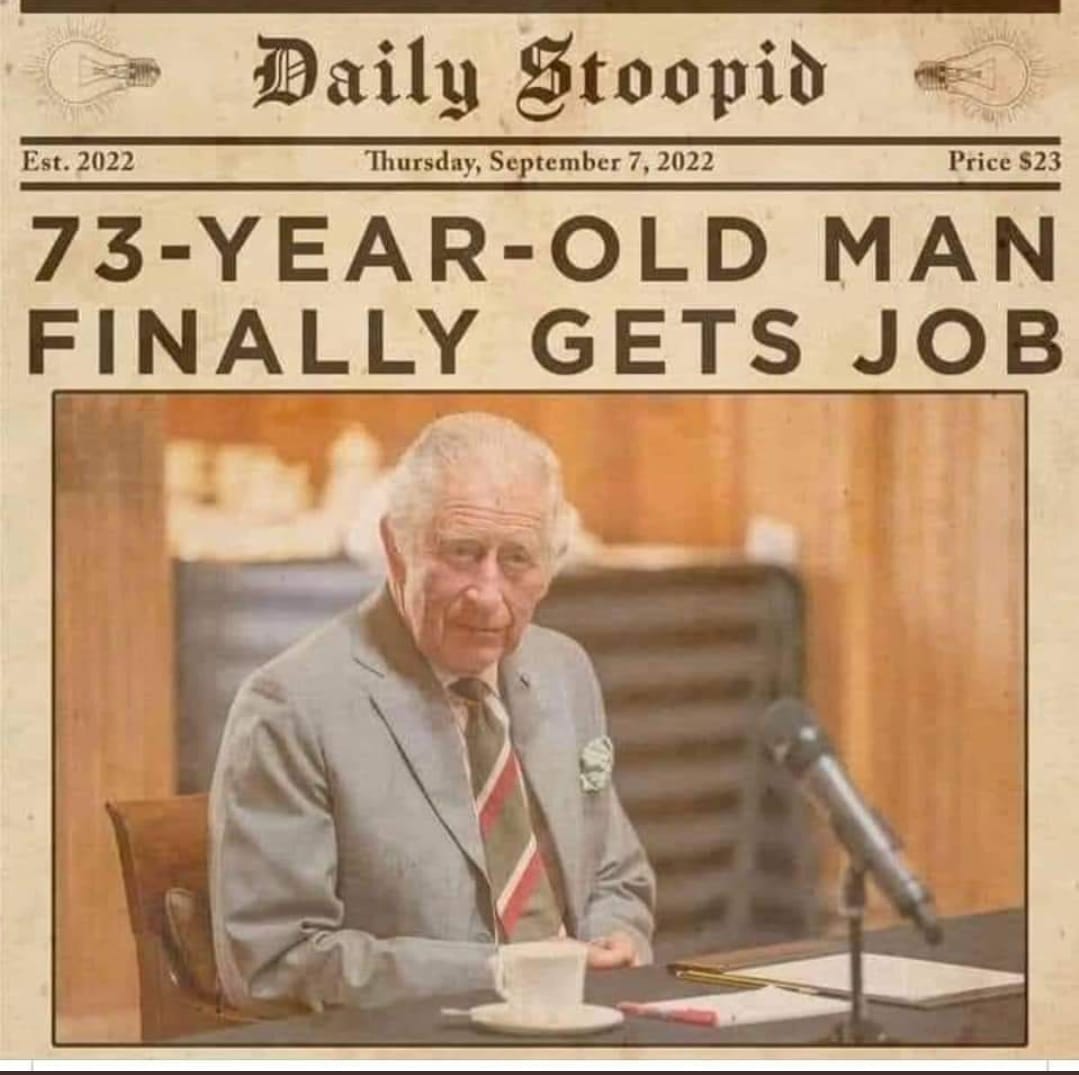 Daily Stoopid
Est. 2022 Thursday, September 7, 2022 Price $23
73-YEAR-OLD MAN
FINALLY GETS JOB